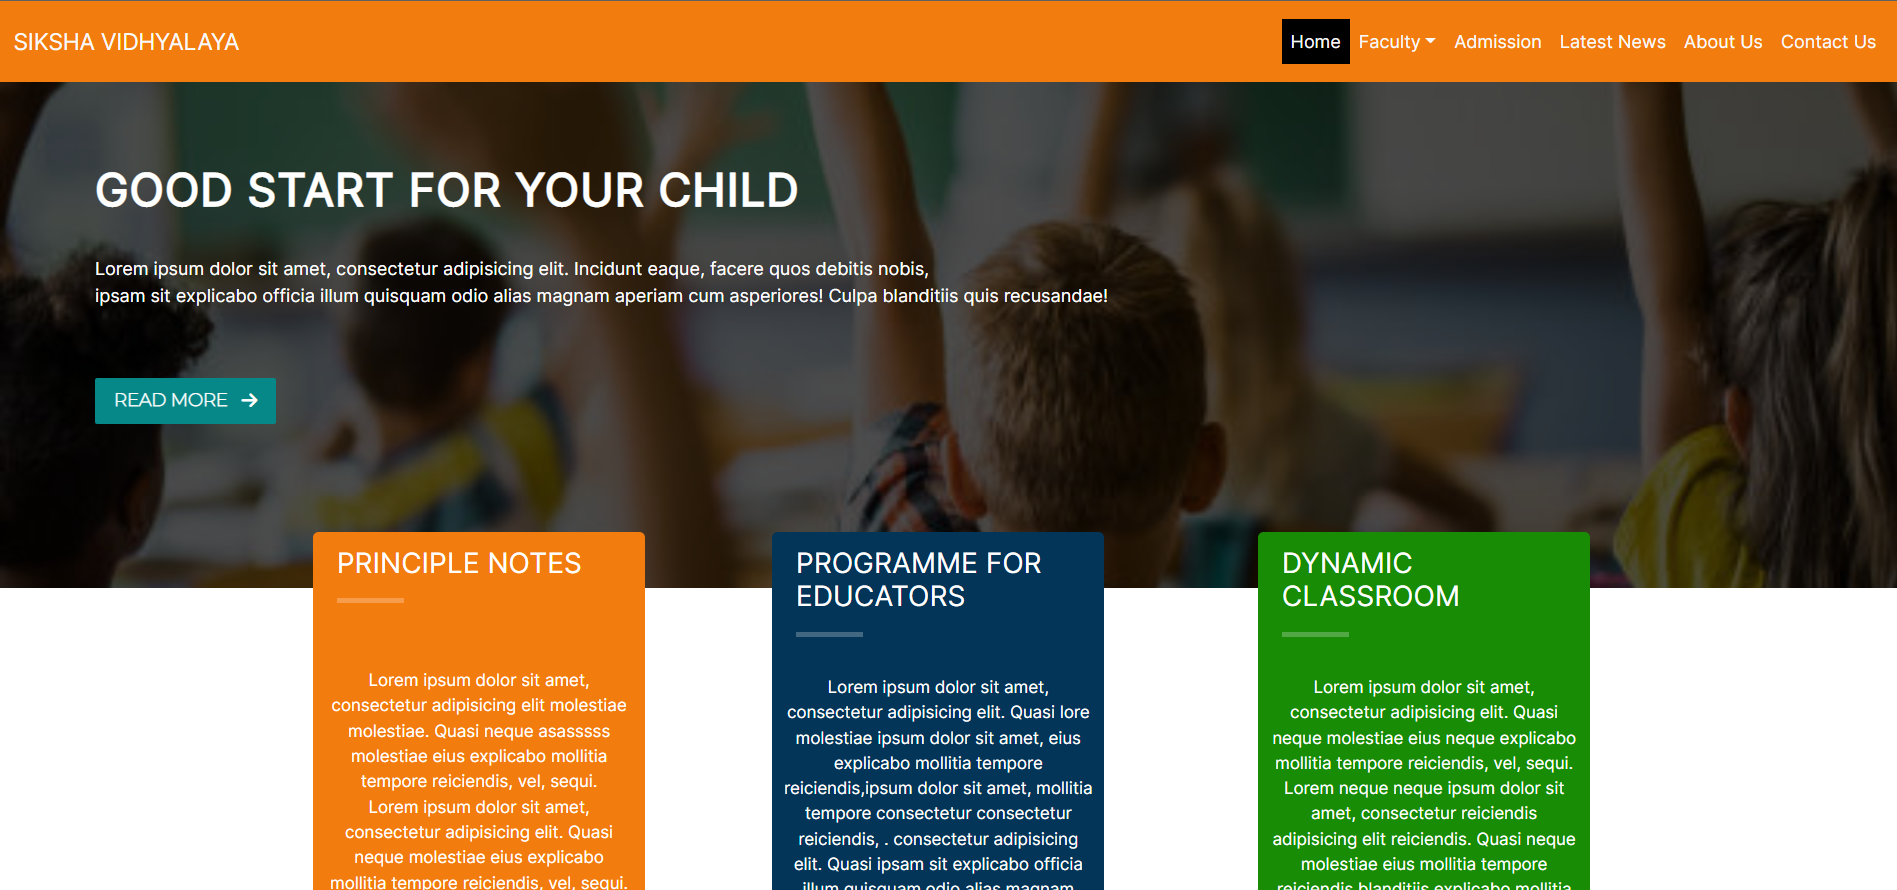 SIKSHA VIDHYALAYA
Home Faculty Admission Latest News About Us Contact Us
GOOD START FOR YOUR CHILD
Lorem ipsum dolor sit amet, consectetur adipisicing elit. Incidunt eaque, facere quos debitis nobis,
ipsam sit explicabo officia illum quisquam odio alias magnam aperiam cum asperiores! Culpa blanditiis quis recusandae!
READ MORE
PRINCIPLE NOTES
Lorem ipsum dolor sit amet,
consectetur adipisicing elit molestiae
molestiae. Quasi neque asasssss
molestiae eius explicabo mollitia
tempore reiciendis, vel, sequi.
Lorem ipsum dolor sit amet,
consectetur adipisicing elit. Quasi
neque molestiae eius explicabo
mollitia tempore reiciendis, vel, sequi.
PROGRAMME FOR
EDUCATORS
Lorem ipsum dolor sit amet,
consectetur adipisicing elit. Quasi lore
molestiae ipsum dolor sit amet, eius
explicabo mollitia tempore
reiciendis,ipsum dolor sit amet, mollitia
tempore consectetur consectetur
reiciendis, . consectetur adipisicing
elit. Quasi ipsam sit explicabo officia
illum quisquam odio alias magnam
DYNAMIC
CLASSROOM
Lorem ipsum dolor sit amet,
consectetur adipisicing elit. Quasi
neque molestiae eius neque explicabo
mollitia tempore reiciendis, vel, sequi.
Lorem neque neque ipsum dolor sit
amet, consectetur reiciendis
adipisicing elit reiciendis. Quasi neque
molestiae eius mollitia tempore
reiciendis blanditiis explicabo mollitia